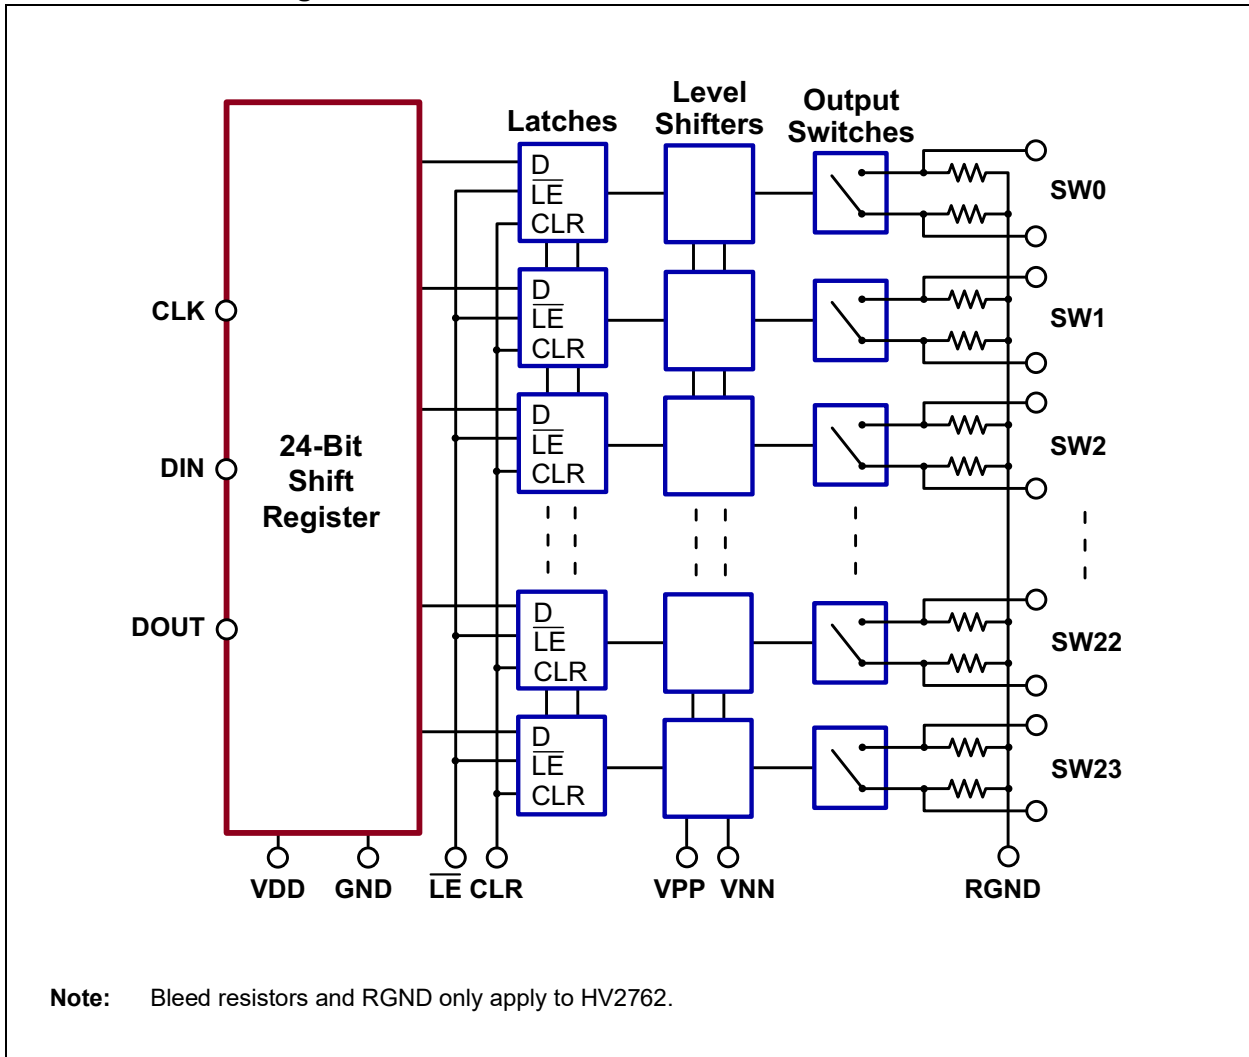 Latches
Level
Shifters
Output
Switches
D
LE
CLR
SW0
D
LE
CLR
SW1
CLK
D
LE
CLR
SW2
24-Bit
Shift
Register
DIN
DOUT
D
LE
CLR
SW22
D
LE
CLR
SW23
VDD
GND
LE
CLR
VPP
VNN
RGND
Note: Bleed resistors and RGND only apply to HV2762.